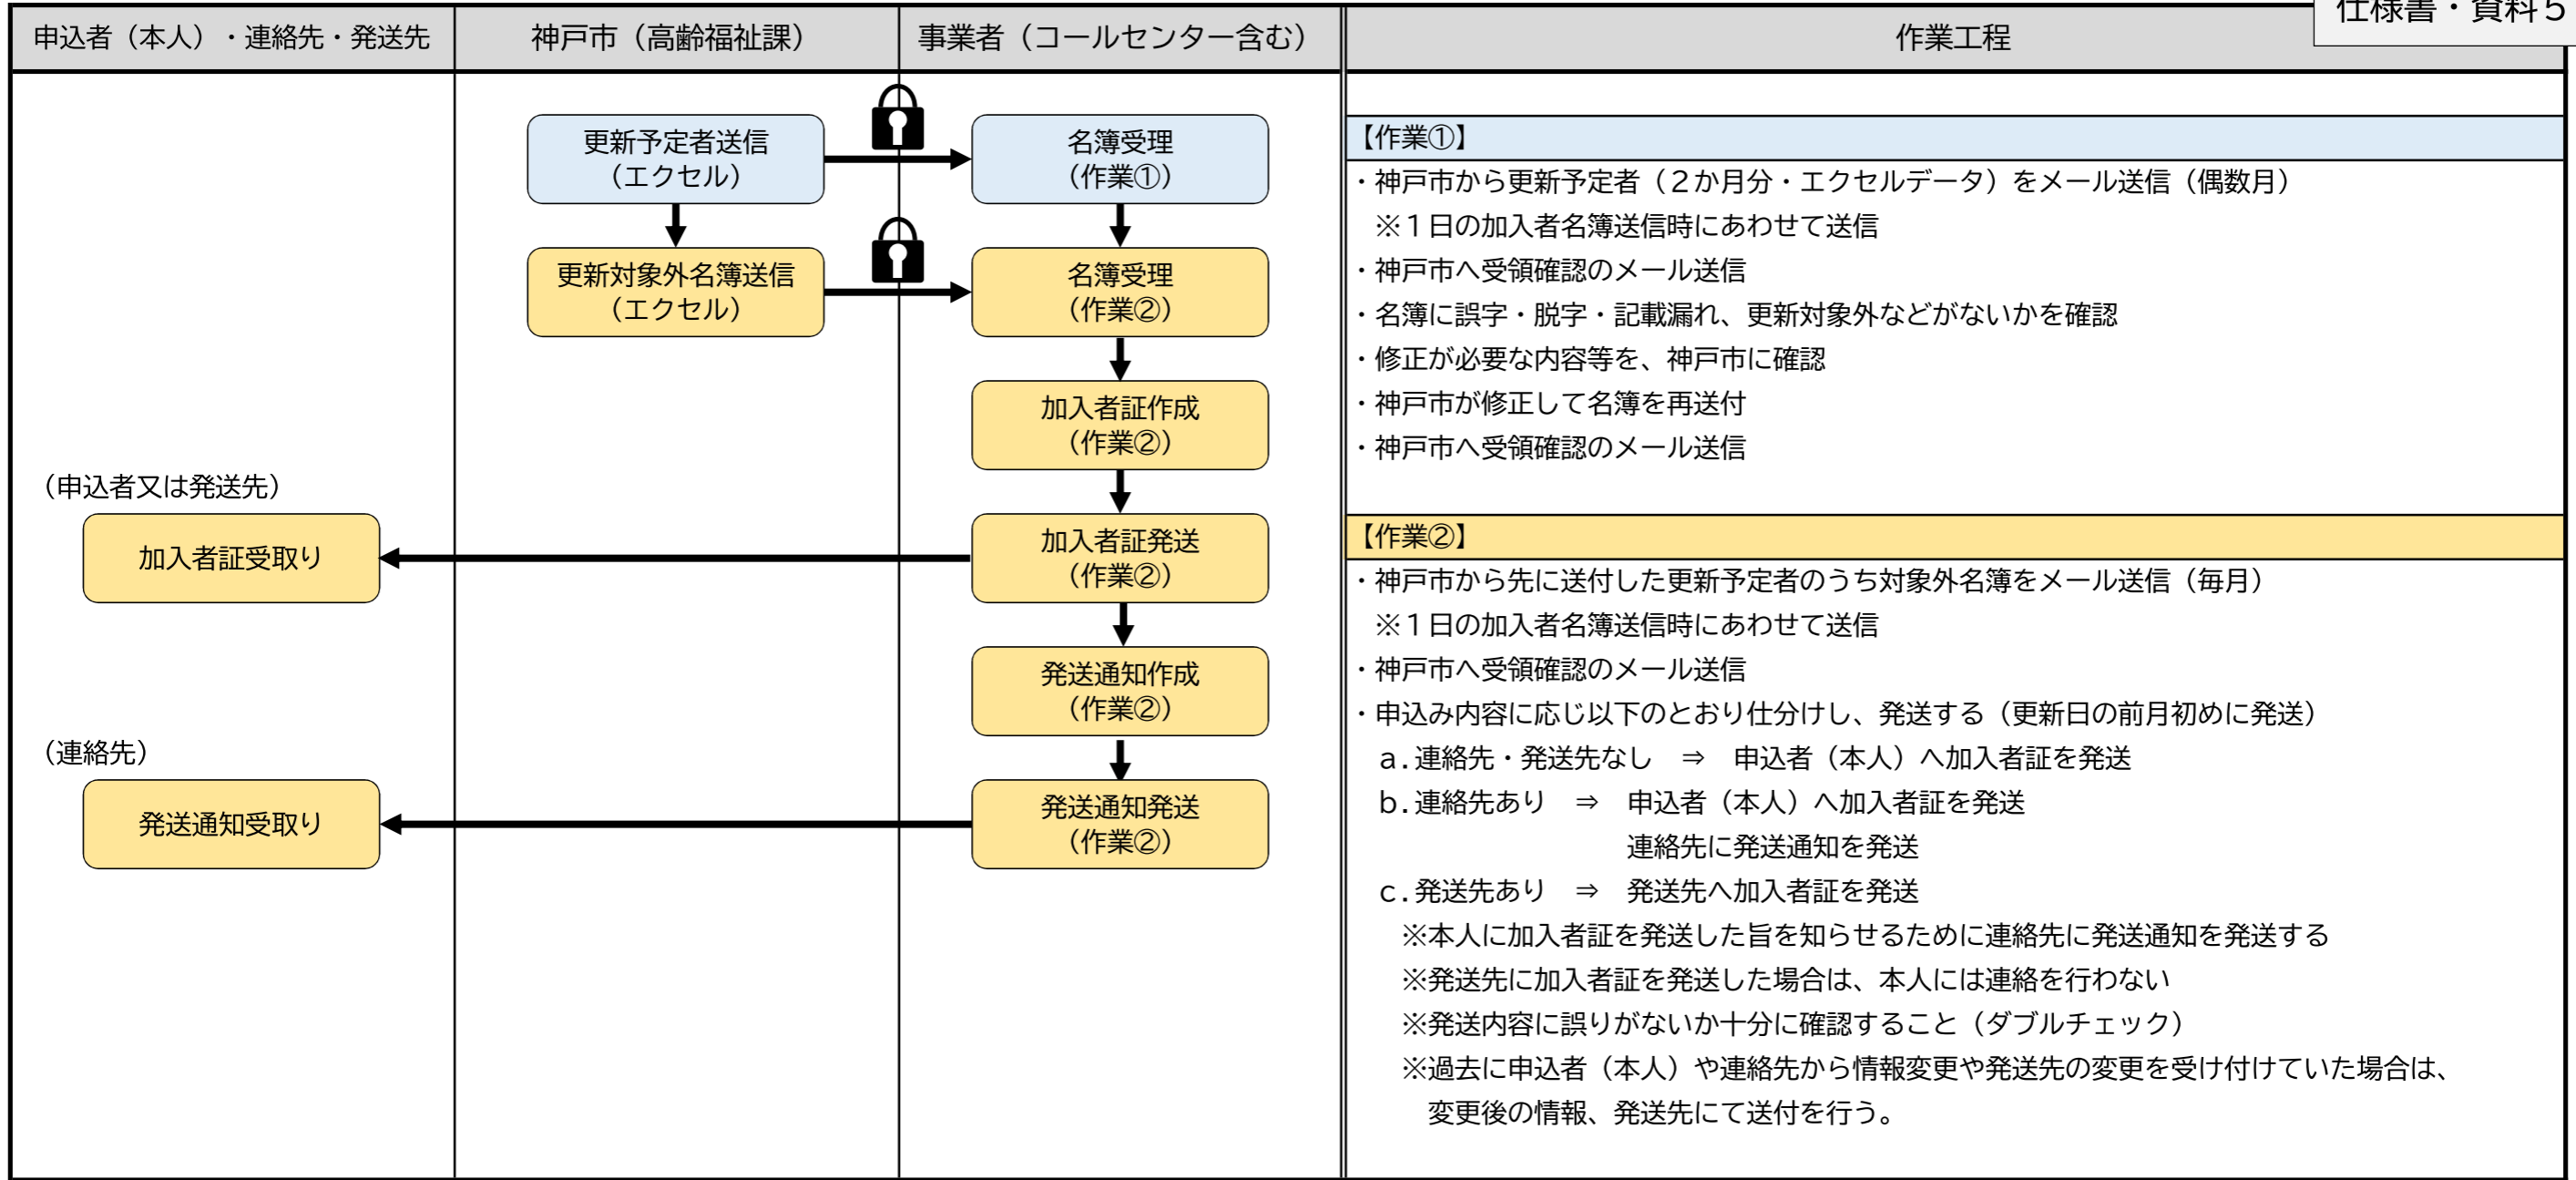 仕様書・資料５
申込者（本人）・連絡先・発送先
神戸市（高齢福祉課）
事業者（コールセンター含む）
作業工程
更新予定者送信
（エクセル）
名簿受理
（作業①）
更新対象外名簿送信
（エクセル）
名簿受理
（作業②）
加入者証作成
（作業②）
（申込者又は発送先）
加入者証受取り
加入者証発送
（作業②）
発送通知作成
（作業②）
（連絡先）
発送通知受取り
発送通知発送
（作業②）
【作業①】
・神戸市から更新予定者（２か月分・エクセルデータ）をメール送信（偶数月）
※１日の加入者名簿送信時にあわせて送信
・神戸市へ受領確認のメール送信
・名簿に誤字・脱字・記載漏れ、更新対象外などがないかを確認
・修正が必要な内容等を、神戸市に確認
・神戸市が修正して名簿を再送付
・神戸市へ受領確認のメール送信
【作業②】
・神戸市から先に送付した更新予定者のうち対象外名簿をメール送信（毎月）
※１日の加入者名簿送信時にあわせて送信
・神戸市へ受領確認のメール送信
・申込み内容に応じ以下のとおり仕分けし、発送する（更新日の前月初めに発送）
ａ．連絡先・発送先なし　⇒　申込者（本人）へ加入者証を発送
ｂ．連絡先あり　⇒　申込者（本人）へ加入者証を発送
連絡先に発送通知を発送
ｃ．発送先あり　⇒　発送先へ加入者証を発送
※本人に加入者証を発送した旨を知らせるために連絡先に発送通知を発送する
※発送先に加入者証を発送した場合は、本人には連絡を行わない
※発送内容に誤りがないか十分に確認すること（ダブルチェック）
※過去に申込者（本人）や連絡先から情報変更や発送先の変更を受け付けていた場合は、
変更後の情報、発送先にて送付を行う。